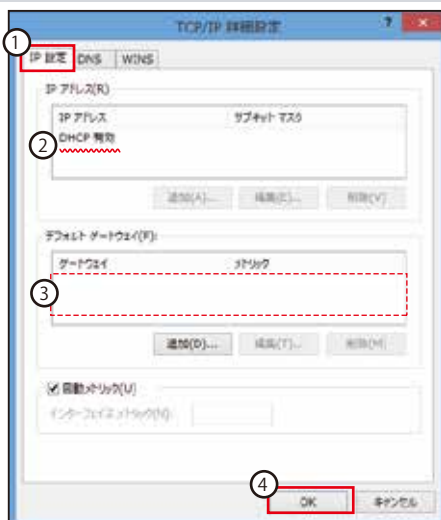 TCP/IP 詳細設定
?
①
IP 設定 DNS WINS
IP アドレス(R)
IP アドレス サブネット マスク
② DHCP 有効
追加(A)... 編集(E)... 削除(V)
デフォルト ゲートウェイ(F):
ゲートウェイ メトリック
③
追加(D)... 編集(T)... 削除(M)
自動メトリック(U)
インターフェイス メトリック(N):
④
OK キャンセル